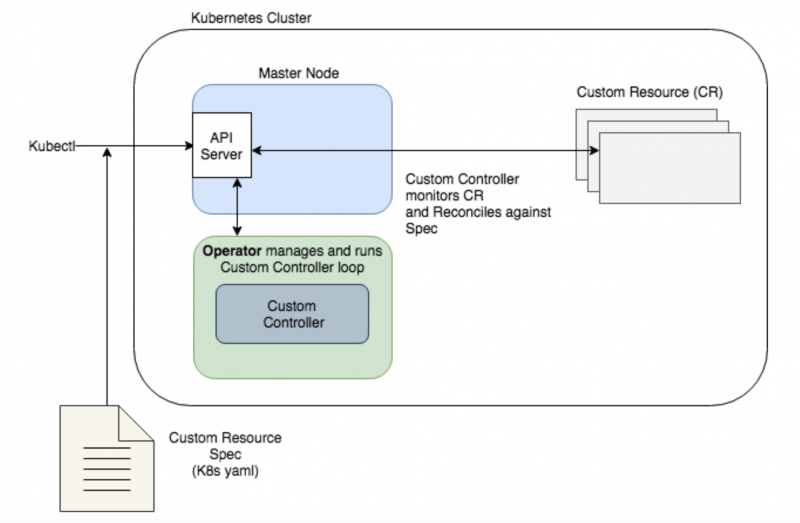 Kubernetes Cluster
Master Node
Custom Resource (CR)
Kubectl
API
Server
Custom Controller
monitors CR
and Reconciles against
Spec
Operator manages and runs
Custom Controller loop
Custom
Controller
Custom Resource
Spec
(K8s yaml)